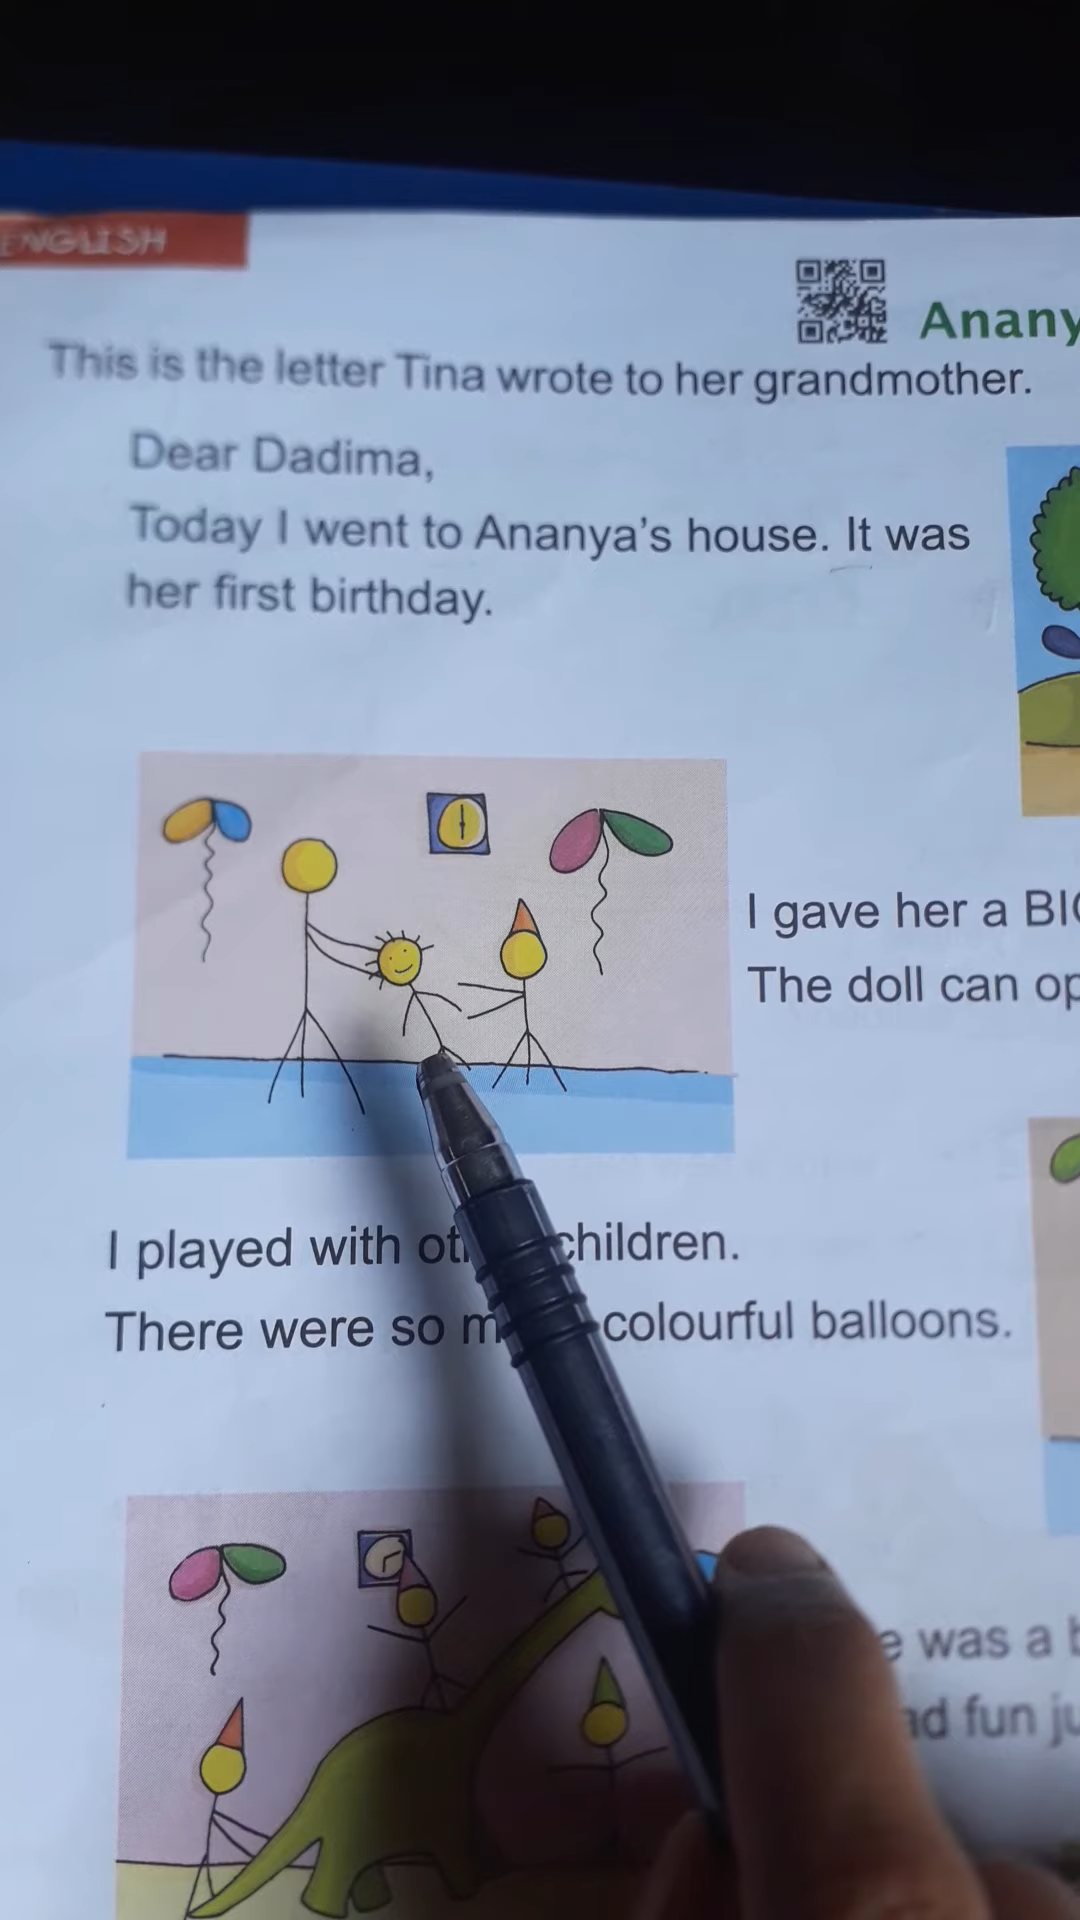 ENGLISH
Anany
This is the letter Tina wrote to her grandmother.
Dear Dadima,
Today I went to Ananya's house. It was
her first birthday.
I gave her a BI
The doll can op
I played with children.
There were so colourful balloons.
was a
fun ju